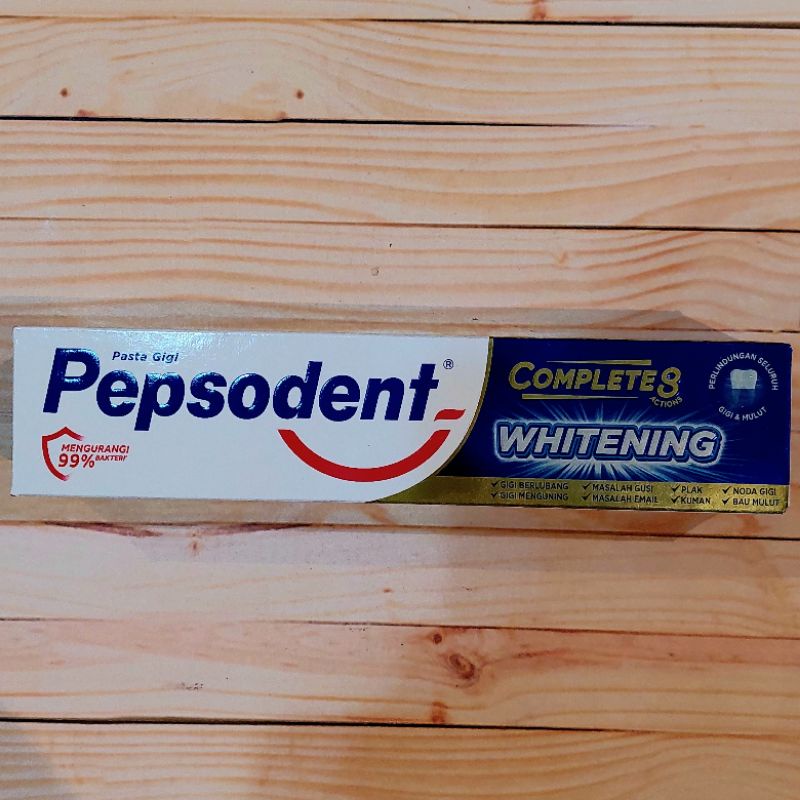 Pasta Gigi
Pepsodent®
MENGURANGI
99% BAKTERI*
COMPLETE 8
ACTIONS
WHITENING
PERLINDUNGAN SELURUH
GIGI & MULUT
✓ GIGI BERLUBANG ✓ MASALAH GUSI ✓ PLAK ✓ NODA GIGI
✓ GIGI MENGUNING ✓ MASALAH EMAIL ✓ KUMAN ✓ BAU MULUT